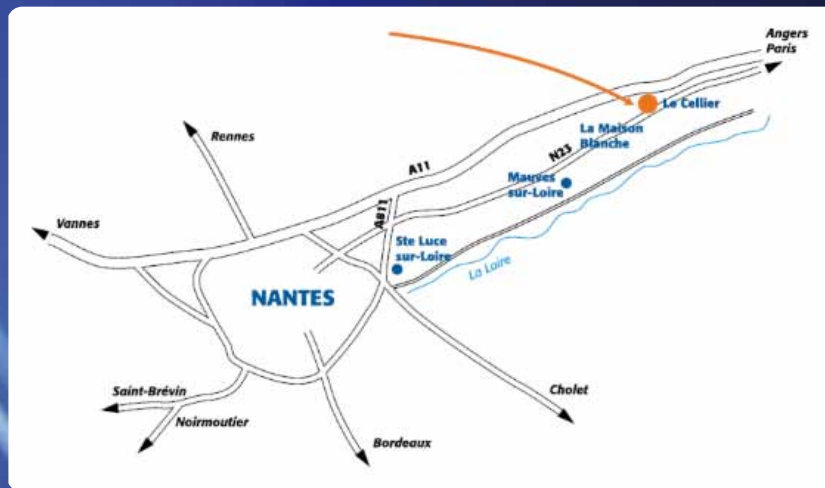 Angers
Paris
Le Cellier
La Maison
Blanche
N23
A11
Mauves
sur-Loire
Rennes
A811
Vannes
Ste Luce
sur-Loire
La Loire
NANTES
Saint-Brévin
Noirmoutier
Cholet
Bordeaux